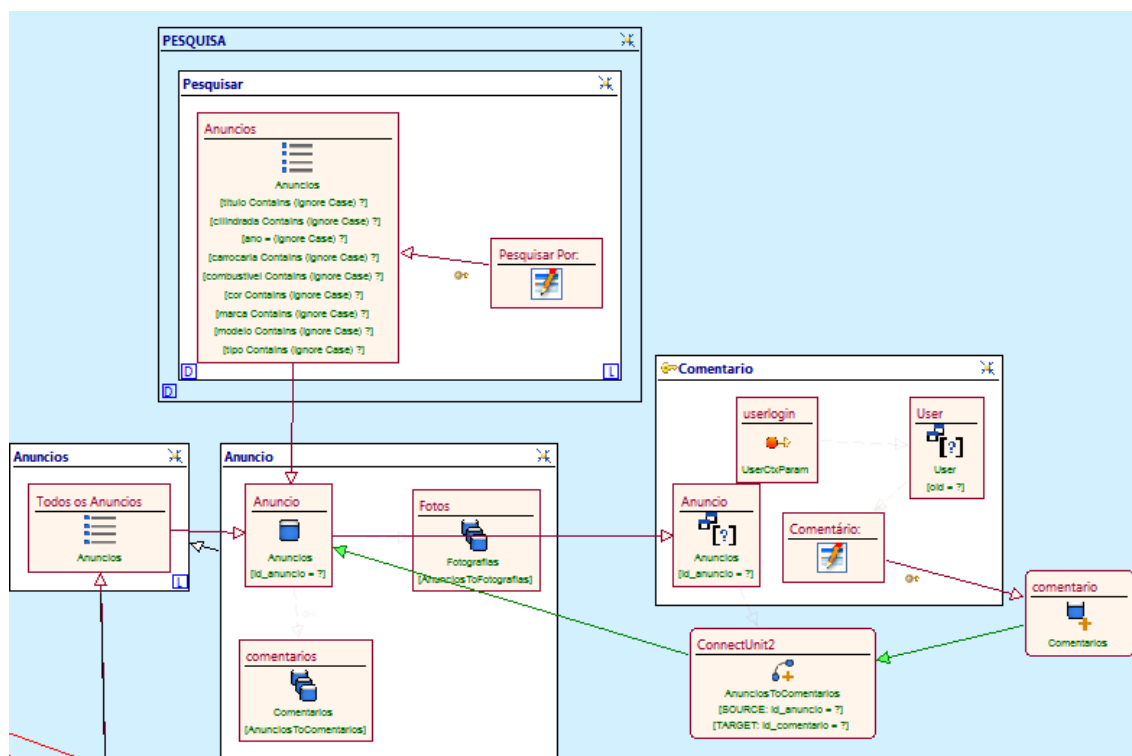 PESQUISA
Pesquisar
Anuncios
Anuncios
[titulo Contains (Ignore Case) ?]
[cilindrada Contains (Ignore Case) ?]
[ano = (Ignore Case) ?]
[carrocaria Contains (Ignore Case) ?]
[combustivel Contains (Ignore Case) ?]
[cor Contains (Ignore Case) ?]
[marca Contains (Ignore Case) ?]
[modelo Contains (Ignore Case) ?]
[tipo Contains (Ignore Case) ?]
Pesquisar Por:
D
L
D
Comentario
userlogin
UserCtxParam
User
[?]
User
[oid = ?]
Anuncio
[?]
Anuncios
[id_anuncio = ?]
Comentário:
Anuncios
Todos os Anuncios
Anuncios
L
Anuncio
Anuncio
Anuncios
[id_anuncio = ?]
Fotos
Fotografias
[AnunciosToFotografias]
comentarios
Comentarios
[AnunciosToComentarios]
ConnectUnit2
AnunciosToComentarios
[SOURCE: id_anuncio = ?]
[TARGET: id_comentario = ?]
comentario
Comentarios